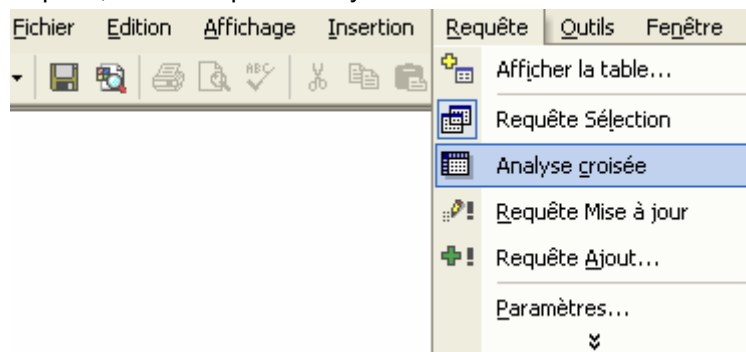 Fichier Edition Affichage Insertion Requête Outils Fenêtre
ABC
Afficher la table...
Requête Sélection
Analyse croisée
Requête Mise à jour
Requête Ajout...
Paramètres...